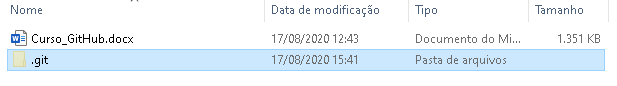 Nome Data de modificação Tipo Tamanho
Curso_GitHub.docx 17/08/2020 12:43 Documento do Mi... 1.351 KB
.git 17/08/2020 15:41 Pasta de arquivos